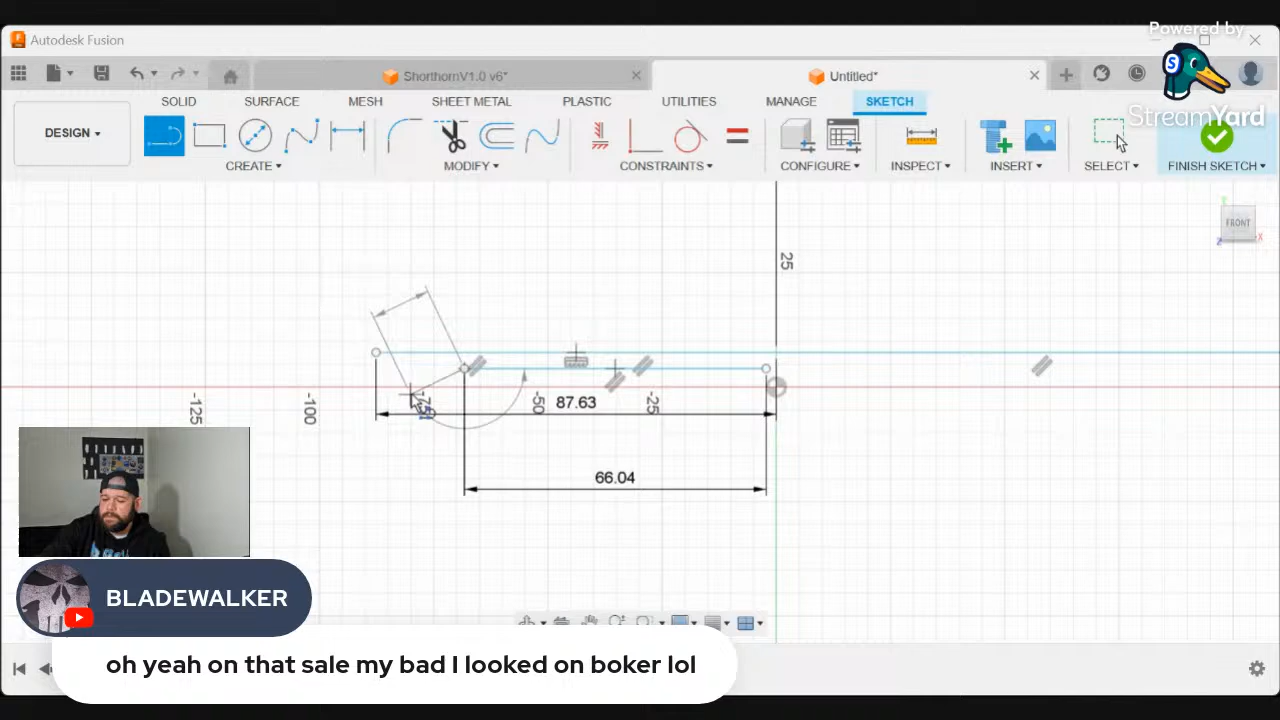 Powered by
StreamYard
Autodesk Fusion
ShorthornV1.0 v6*
Untitled*
SOLID SURFACE MESH SHEET METAL PLASTIC UTILITIES MANAGE SKETCH
DESIGN
CREATE MODIFY CONSTRAINTS CONFIGURE INSPECT INSERT SELECT FINISH SKETCH
FRONT
25
-125
-100
-50
-25
87.63
66.04
BLADEWALKER
oh yeah on that sale my bad I looked on boker lol